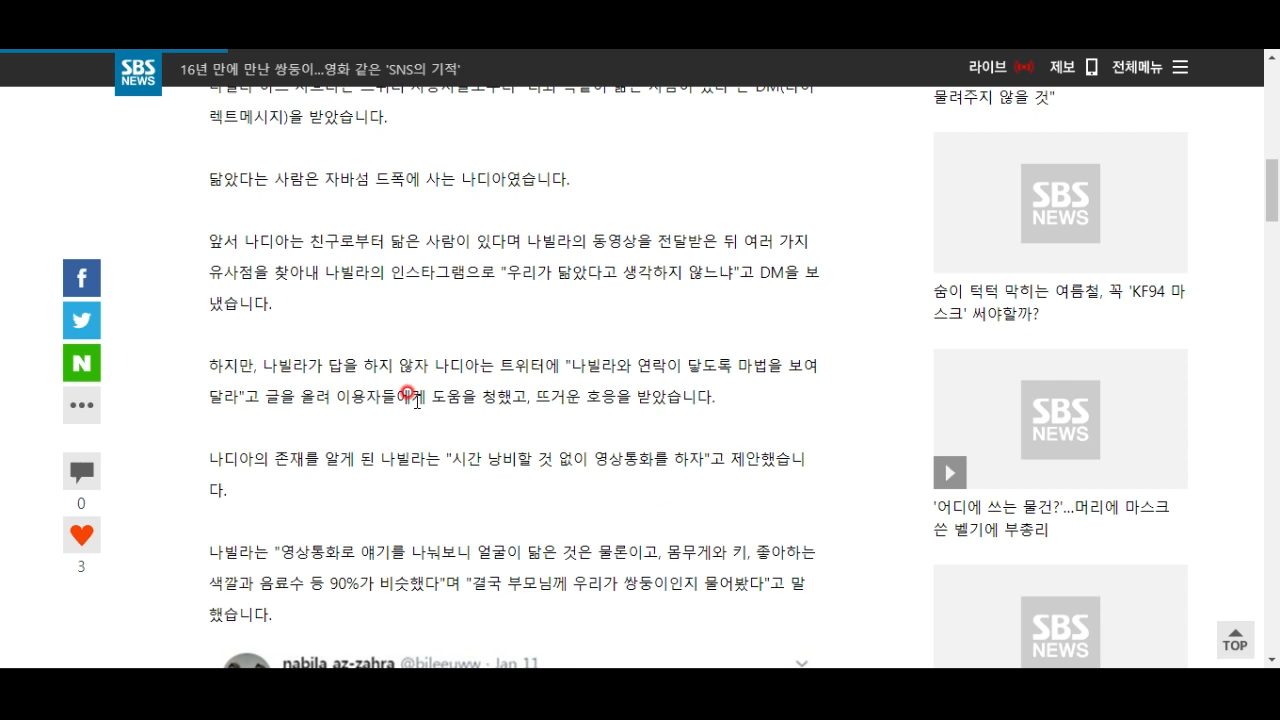 SBS NEWS
16년 만에 만난 쌍둥이...영화 같은 'SNS의 기적'
라이브 제보 전체메뉴
DM(다이
렉트메시지)을 받았습니다.
닮았다는 사람은 자바섬 드폭에 사는 나디아였습니다.
앞서 나디아는 친구로부터 닮은 사람이 있다며 나빌라의 동영상을 전달받은 뒤 여러 가지
유사점을 찾아내 나빌라의 인스타그램으로 "우리가 닮았다고 생각하지 않느냐"고 DM을 보
냈습니다.
하지만, 나빌라가 답을 하지 않자 나디아는 트위터에 "나빌라와 연락이 닿도록 마법을 보여
달라"고 글을 올려 이용자들에게 도움을 청했고, 뜨거운 호응을 받았습니다.
나디아의 존재를 알게 된 나빌라는 "시간 낭비할 것 없이 영상통화를 하자"고 제안했습니
다.
나빌라는 "영상통화로 얘기를 나눠보니 얼굴이 닮은 것은 물론이고, 몸무게와 키, 좋아하는
색깔과 음료수 등 90%가 비슷했다"며 "결국 부모님께 우리가 쌍둥이인지 물어봤다"고 말
했습니다.
nabila az-zahra @bileeuww · Jan 11
f
N
0
3
물려주지 않을 것"
SBS NEWS
숨이 턱턱 막히는 여름철, 꼭 'KF94 마
스크' 써야할까?
SBS NEWS
'어디에 쓰는 물건?'...머리에 마스크
쓴 벨기에 부총리
SBS NEWS
TOP